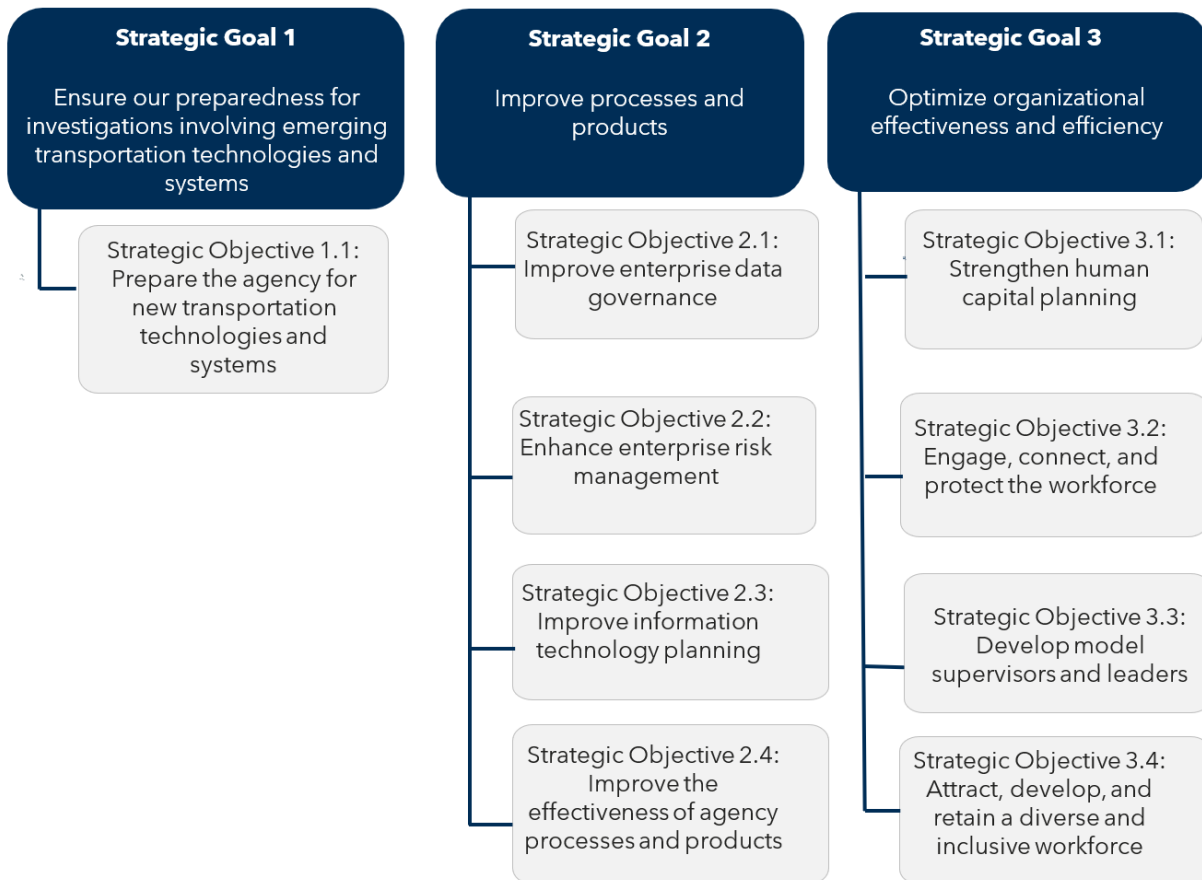 Strategic Goal 1
Ensure our preparedness for
investigations involving emerging
transportation technologies and
systems
Strategic Objective 1.1:
Prepare the agency for
new transportation
technologies and
systems
Strategic Goal 2
Improve processes and
products
Strategic Objective 2.1:
Improve enterprise data
governance
Strategic Objective 2.2:
Enhance enterprise risk
management
Strategic Objective 2.3:
Improve information
technology planning
Strategic Objective 2.4:
Improve the
effectiveness of agency
processes and products
Strategic Goal 3
Optimize organizational
effectiveness and efficiency
Strategic Objective 3.1:
Strengthen human
capital planning
Strategic Objective 3.2:
Engage, connect, and
protect the workforce
Strategic Objective 3.3:
Develop model
supervisors and leaders
Strategic Objective 3.4:
Attract, develop, and
retain a diverse and
inclusive workforce